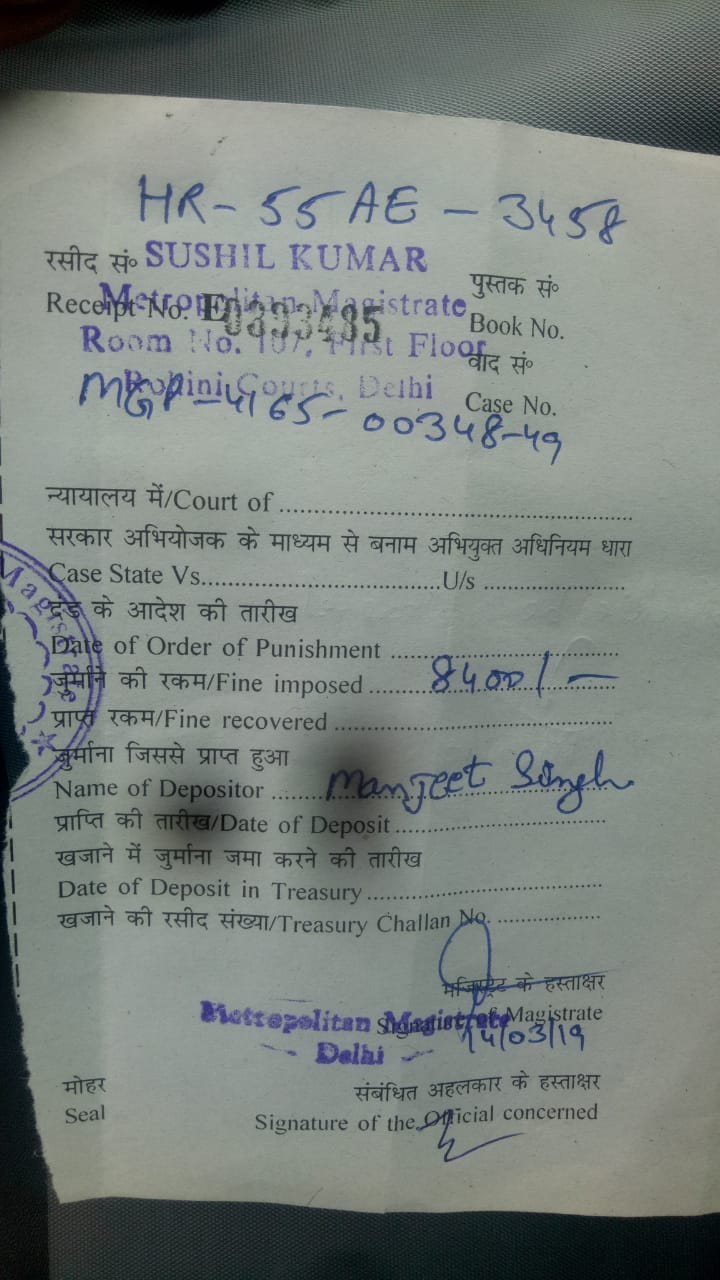 HR-55AE-3458
रसीद सं० SUSHIL KUMAR
पुस्तक सं०
Receipt No. E0393485
Metropolitan Magistrate
Book No.
Room No. 107, First Floor
वाद सं०
Rohini Courts, Delhi
Case No.
MGP-4165-00348-49
न्यायालय में/Court of
सरकार अभियोजक के माध्यम से बनाम अभियुक्त अधिनियम धारा
Case State Vs. U/s
दंड के आदेश की तारीख
Date of Order of Punishment
जुर्माने की रकम/Fine imposed 8400/-
प्राप्त रकम/Fine recovered
जुर्माना जिससे प्राप्त हुआ
Name of Depositor Manjeet Singh
प्राप्ति की तारीख/Date of Deposit
खजाने में जुर्माना जमा करने की तारीख
Date of Deposit in Treasury
खजाने की रसीद संख्या/Treasury Challan No.
मजिस्ट्रेट के हस्ताक्षर
Metropolitan Magistrate
Signature of Magistrate
Delhi
14/03/19
मोहर
संबंधित अहलकार के हस्ताक्षर
Seal
Signature of the Official concerned
Magist